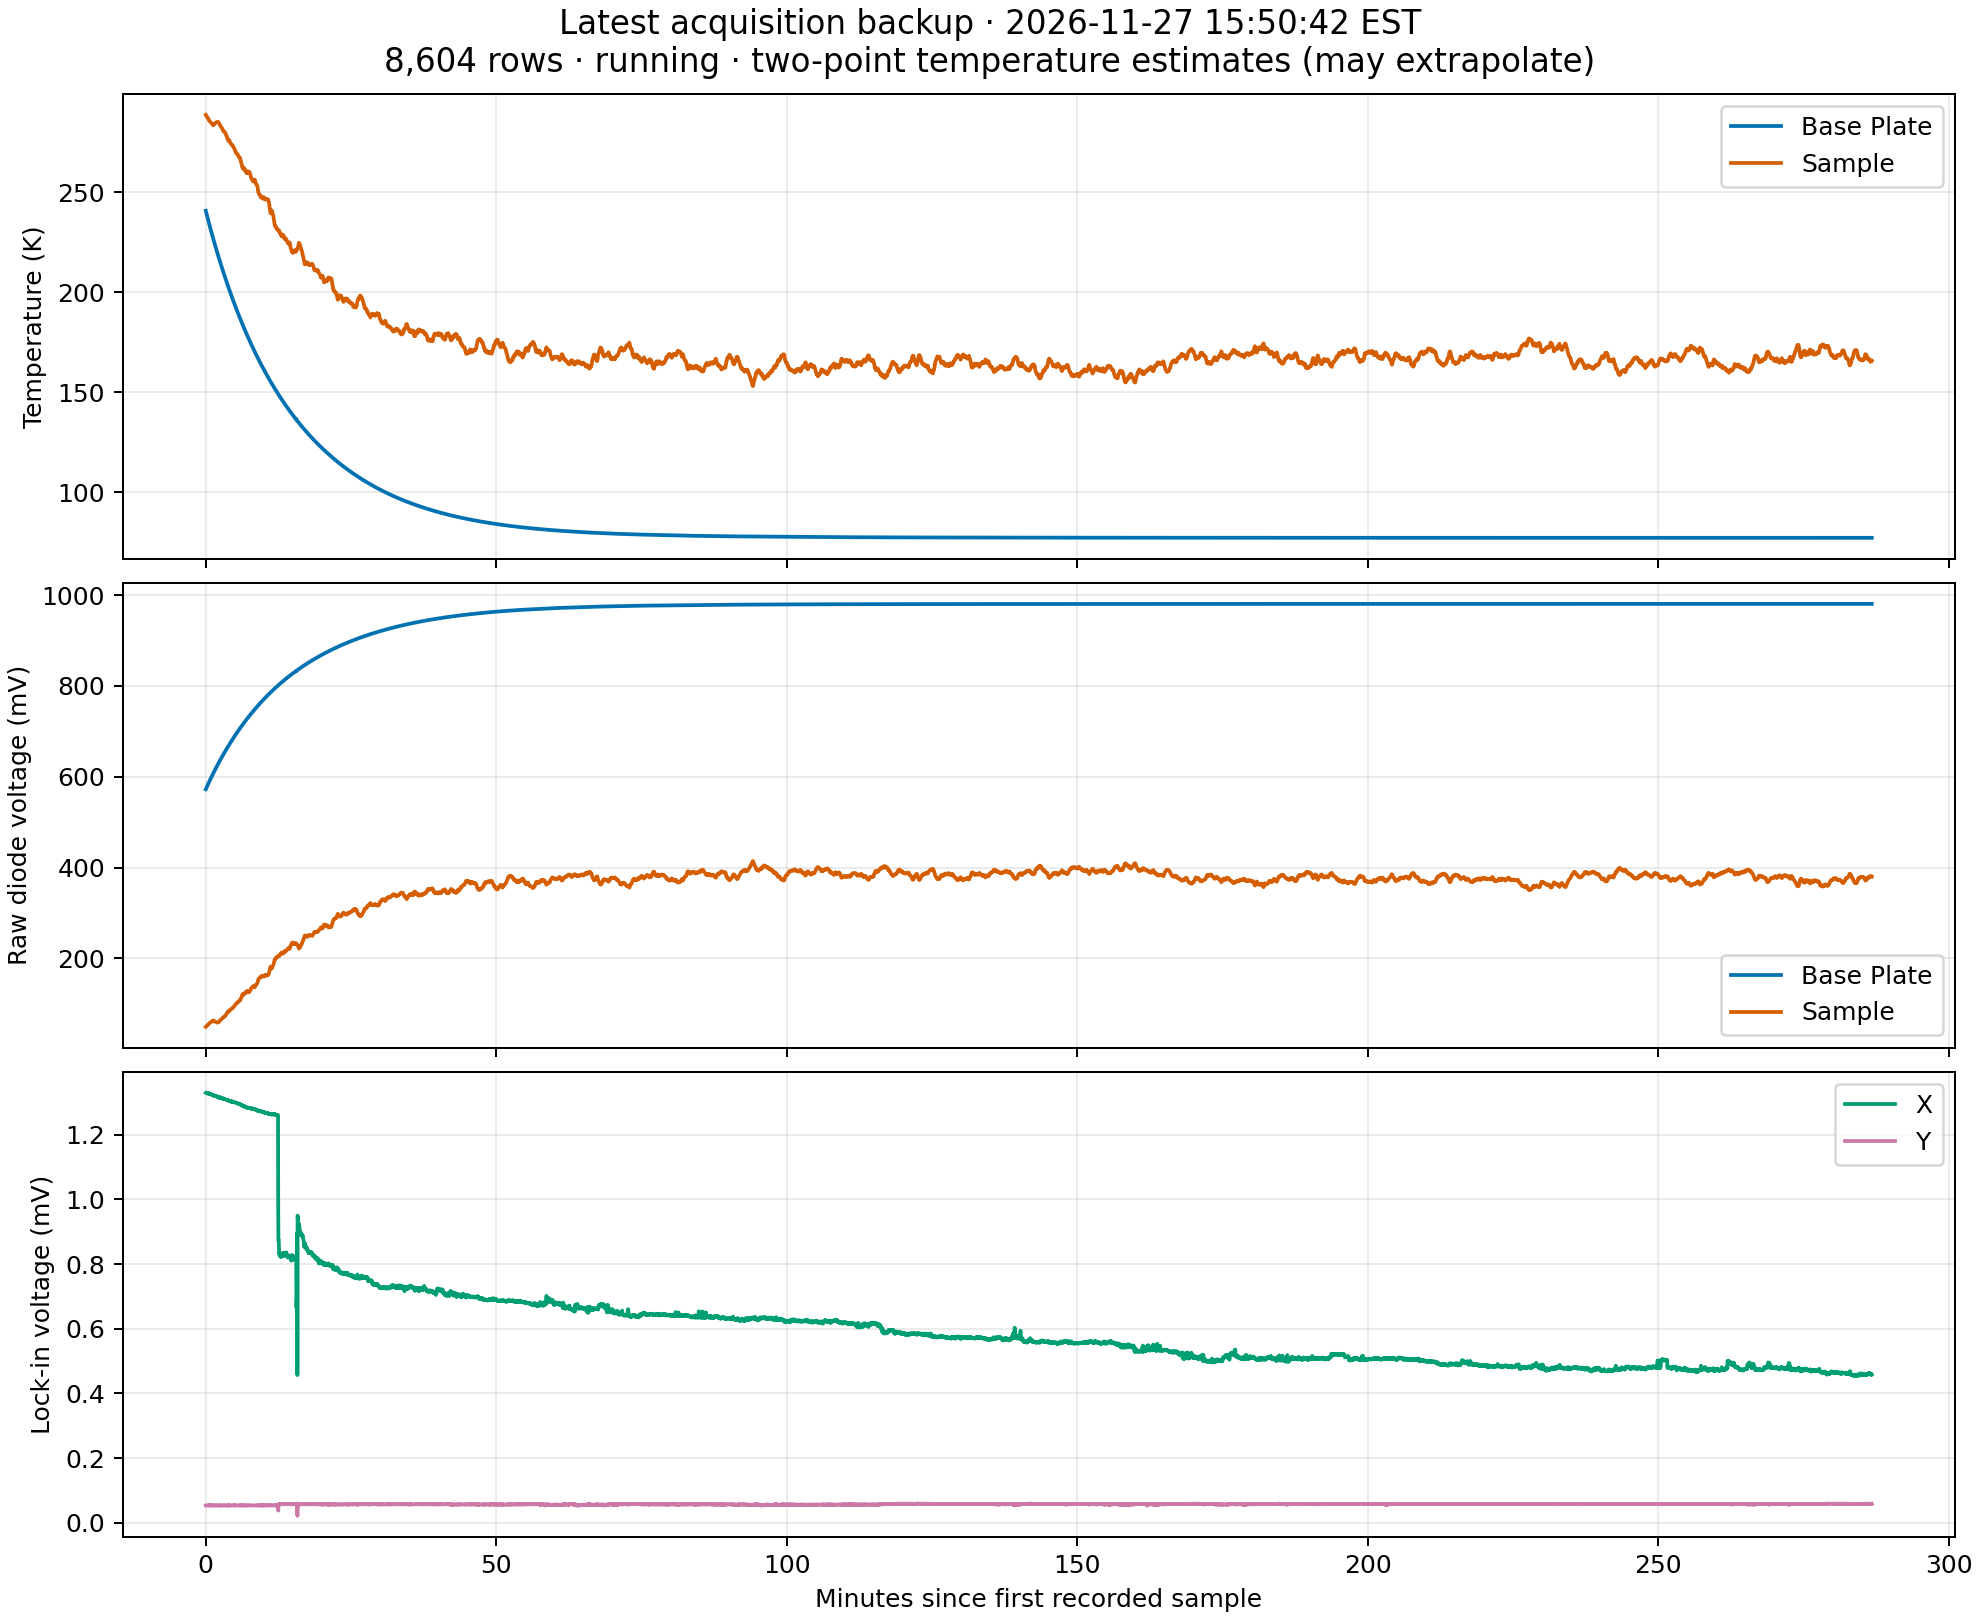 Latest acquisition backup · 2026-11-27 15:50:42 EST
8,604 rows · running · two-point temperature estimates (may extrapolate)
Temperature (K)
250
200
150
100
Base Plate
Sample
Raw diode voltage (mV)
1000
800
600
400
200
Base Plate
Sample
Lock-in voltage (mV)
1.2
1.0
0.8
0.6
0.4
0.2
0.0
X
Y
0
50
100
150
200
250
300
Minutes since first recorded sample